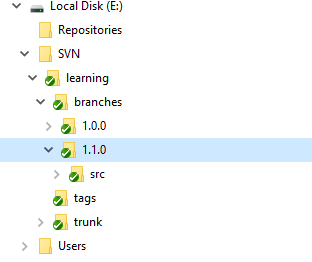 Local Disk (E:)
Repositories
SVN
learning
branches
1.0.0
1.1.0
src
tags
trunk
Users